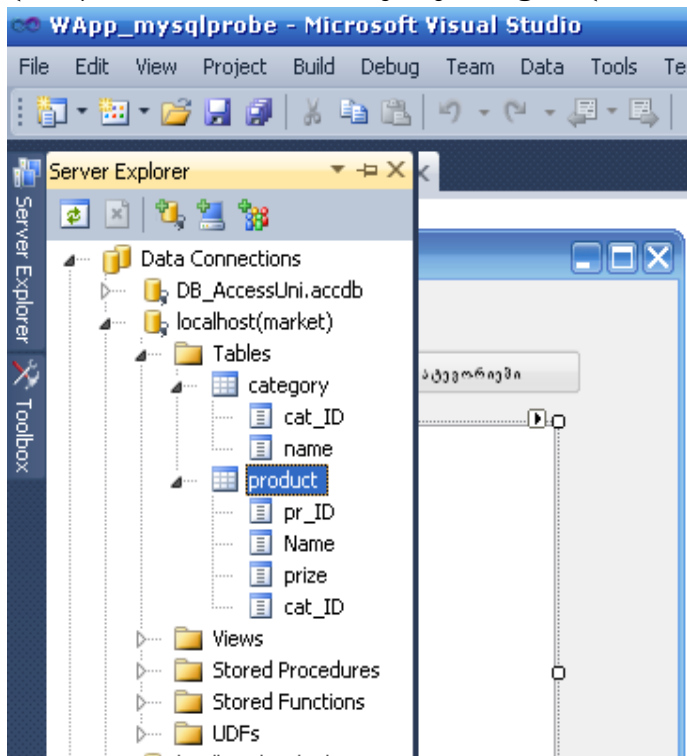 WApp_mysqlprobe - Microsoft Visual Studio
File Edit View Project Build Debug Team Data Tools Te
Server Explorer
Server Explorer
Toolbox
Data Connections
DB_AccessUni.accdb
localhost(market)
Tables
category
cat_ID
name
product
pr_ID
Name
prize
cat_ID
Views
Stored Procedures
Stored Functions
UDFs
ატეგორიები